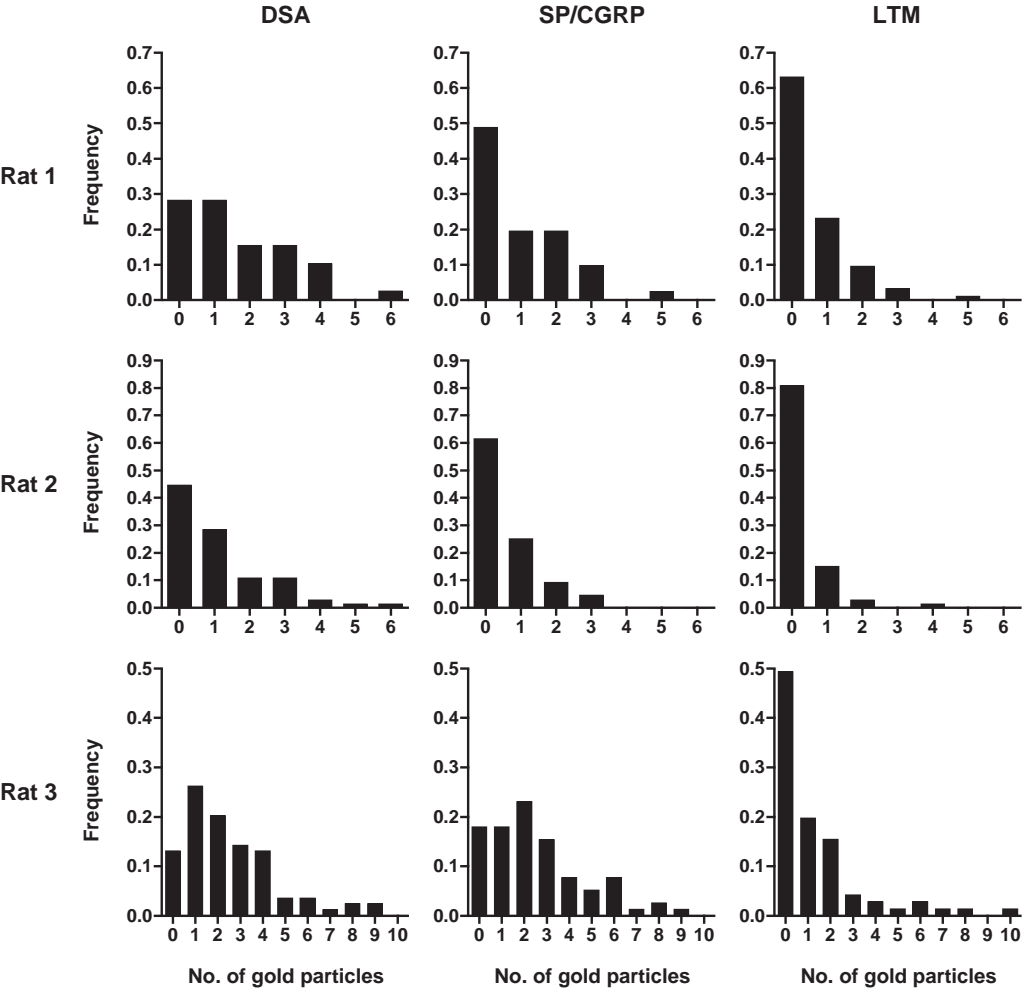 DSA SP/CGRP LTM
Rat 1
Frequency
0.7 0.6 0.5 0.4 0.3 0.2 0.1 0.0
0 1 2 3 4 5 6
0.7 0.6 0.5 0.4 0.3 0.2 0.1 0.0
0 1 2 3 4 5 6
0.7 0.6 0.5 0.4 0.3 0.2 0.1 0.0
0 1 2 3 4 5 6
Rat 2
Frequency
0.9 0.8 0.7 0.6 0.5 0.4 0.3 0.2 0.1 0.0
0 1 2 3 4 5 6
0.9 0.8 0.7 0.6 0.5 0.4 0.3 0.2 0.1 0.0
0 1 2 3 4 5 6
0.9 0.8 0.7 0.6 0.5 0.4 0.3 0.2 0.1 0.0
0 1 2 3 4 5 6
Rat 3
Frequency
0.5 0.4 0.3 0.2 0.1 0.0
0 1 2 3 4 5 6 7 8 9 10
No. of gold particles
0.5 0.4 0.3 0.2 0.1 0.0
0 1 2 3 4 5 6 7 8 9 10
No. of gold particles
0.5 0.4 0.3 0.2 0.1 0.0
0 1 2 3 4 5 6 7 8 9 10
No. of gold particles